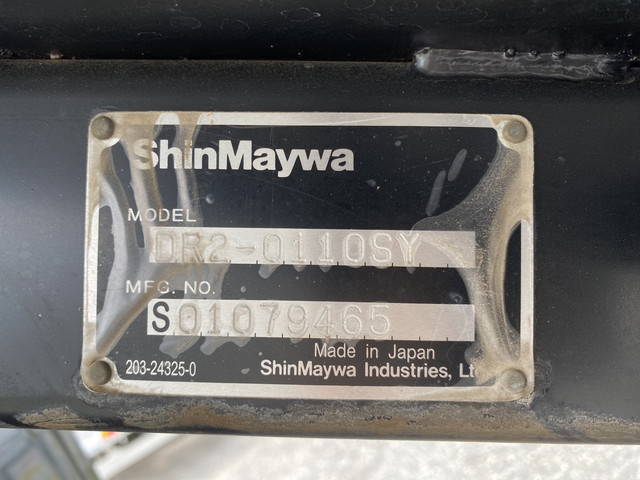 ShinMaywa
MODEL
DR2-0110SY
MFG. NO.
S01079465
Made in Japan
203-24325-0
ShinMaywa Industries, Lt